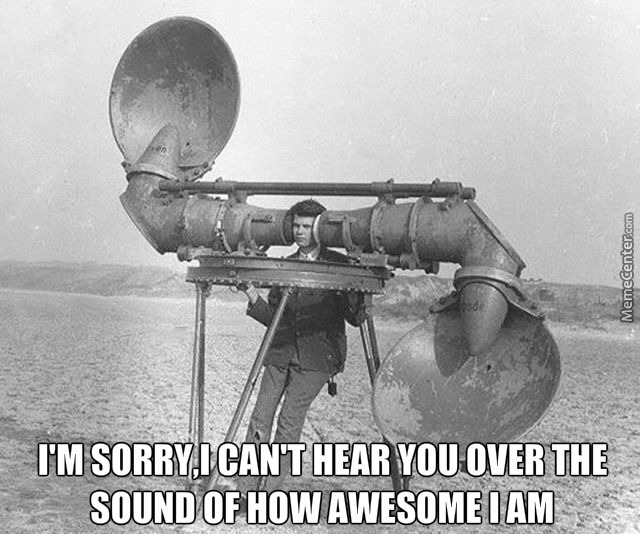 I'M SORRY,I CAN'T HEAR YOU OVER THE
SOUND OF HOW AWESOME I AM
MemeCenter.com